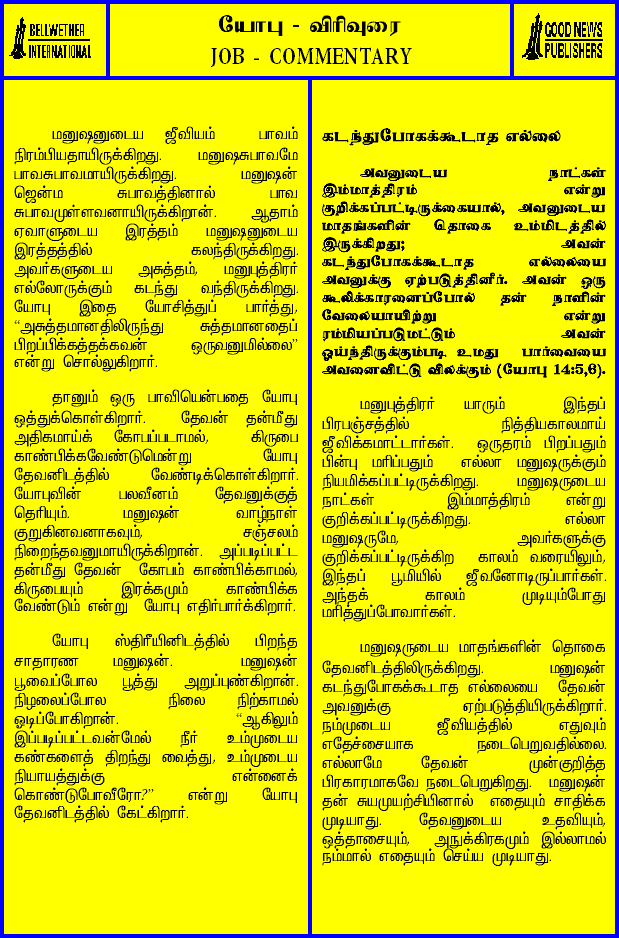 BELLWETHER
INTERNATIONAL
யோபு - விரிவுரை
JOB - COMMENTARY
GOOD NEWS
PUBLISHERS
மனுஷனுடைய ஜீவியம் பாவம்
நிரம்பியதாயிருக்கிறது. மனுஷசுபாவமே
பாவசுபாவமாயிருக்கிறது. மனுஷன்
ஜென்ம சுபாவத்தினால் பாவ
சுபாவமுள்ளவனாயிருக்கிறான். ஆதாம்
ஏவாளுடைய இரத்தம் மனுஷனுடைய
இரத்தத்தில் கலந்திருக்கிறது.
அவர்களுடைய அசுத்தம், மனுபுத்திரர்
எல்லோருக்கும் கடந்து வந்திருக்கிறது.
யோபு இதை யோசித்துப் பார்த்து,
“அசுத்தமானதிலிருந்து சுத்தமானதைப்
பிறப்பிக்கத்தக்கவன் ஒருவனுமில்லை”
என்று சொல்லுகிறார்.
தானும் ஒரு பாவியென்பதை யோபு
ஒத்துக்கொள்கிறார். தேவன் தன்மீது
அதிகமாய்க் கோபப்படாமல், கிருபை
காண்பிக்கவேண்டுமென்று யோபு
தேவனிடத்தில் வேண்டிக்கொள்கிறார்.
யோபுவின் பலவீனம் தேவனுக்குத்
தெரியும். மனுஷன் வாழ்நாள்
குறுகினவனாகவும், சஞ்சலம்
நிறைந்தவனுமாயிருக்கிறான். அப்படிப்பட்ட
தன்மீது தேவன் கோபம் காண்பிக்காமல்,
கிருபையும் இரக்கமும் காண்பிக்க
வேண்டும் என்று யோபு எதிர்பார்க்கிறார்.
யோபு ஸ்திரீயினிடத்தில் பிறந்த
சாதாரண மனுஷன். மனுஷன்
பூவைப்போல பூத்து அறுப்புண்கிறான்.
நிழலைப்போல நிலை நிற்காமல்
ஓடிப்போகிறான். “ஆகிலும்
இப்படிப்பட்டவன்மேல் நீர் உம்முடைய
கண்களைத் திறந்து வைத்து, உம்முடைய
நியாயத்துக்கு என்னைக்
கொண்டுபோவீரோ?” என்று யோபு
தேவனிடத்தில் கேட்கிறார்.
கடந்துபோகக்கூடாத எல்லை
அவனுடைய நாட்கள்
இம்மாத்திரம் என்று
குறிக்கப்பட்டிருக்கையால், அவனுடைய
மாதங்களின் தொகை உம்மிடத்தில்
இருக்கிறது; அவன்
கடந்துபோகக்கூடாத எல்லையை
அவனுக்கு ஏற்படுத்தினீர். அவன் ஒரு
கூலிக்காரனைப்போல் தன் நாளின்
வேலையாயிற்று என்று
ரம்மியப்படுமட்டும் அவன்
ஓய்ந்திருக்கும்படி உமது பார்வையை
அவனைவிட்டு விலக்கும் (யோபு 14:5,6).
மனுபுத்திரர் யாரும் இந்தப்
பிரபஞ்சத்தில் நித்தியகாலமாய்
ஜீவிக்கமாட்டார்கள். ஒருதரம் பிறப்பதும்
பின்பு மரிப்பதும் எல்லா மனுஷருக்கும்
நியமிக்கப்பட்டிருக்கிறது. மனுஷருடைய
நாட்கள் இம்மாத்திரம் என்று
குறிக்கப்பட்டிருக்கிறது. எல்லா
மனுஷருமே, அவர்களுக்கு
குறிக்கப்பட்டிருக்கிற காலம் வரையிலும்,
இந்தப் பூமியில் ஜீவனோடிருப்பார்கள்.
அந்தக் காலம் முடியும்போது
மரித்துப்போவார்கள்.
மனுஷருடைய மாதங்களின் தொகை
தேவனிடத்திலிருக்கிறது. மனுஷன்
கடந்துபோகக்கூடாத எல்லையை தேவன்
அவனுக்கு ஏற்படுத்தியிருக்கிறார்.
நம்முடைய ஜீவியத்தில் எதுவும்
எதேச்சையாக நடைபெறுவதில்லை.
எல்லாமே தேவன் முன்குறித்த
பிரகாரமாகவே நடைபெறுகிறது. மனுஷன்
தன் சுயமுயற்சியினால் எதையும் சாதிக்க
முடியாது. தேவனுடைய உதவியும்,
ஒத்தாசையும், அநுக்கிரகமும் இல்லாமல்
நம்மால் எதையும் செய்ய முடியாது.